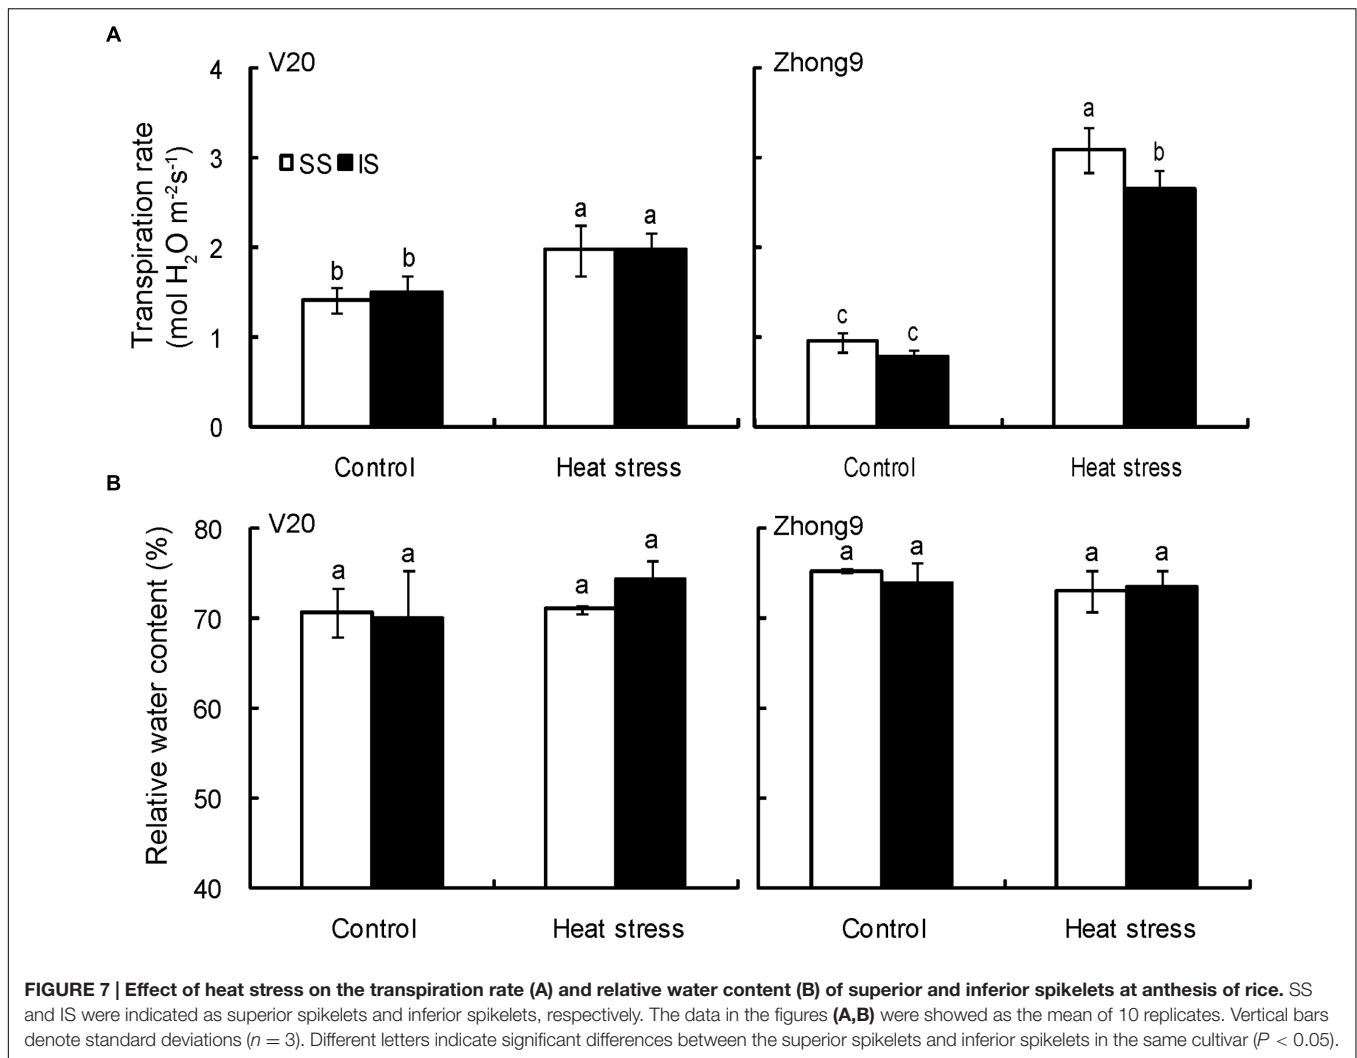 A
V20
Zhong9
4
3
2
1
0
Transpiration rate
(mol H2O m-2s-1)
SS IS
b
b
a
a
c
c
a
b
Control
Heat stress
Control
Heat stress
B
V20
Zhong9
80
70
60
50
40
Relative water content (%)
a
a
a
a
a
a
a
a
Control
Heat stress
Control
Heat stress
FIGURE 7 | Effect of heat stress on the transpiration rate (A) and relative water content (B) of superior and inferior spikelets at anthesis of rice. SS
and IS were indicated as superior spikelets and inferior spikelets, respectively. The data in the figures (A,B) were showed as the mean of 10 replicates. Vertical bars
denote standard deviations (n = 3). Different letters indicate significant differences between the superior spikelets and inferior spikelets in the same cultivar (P < 0.05).